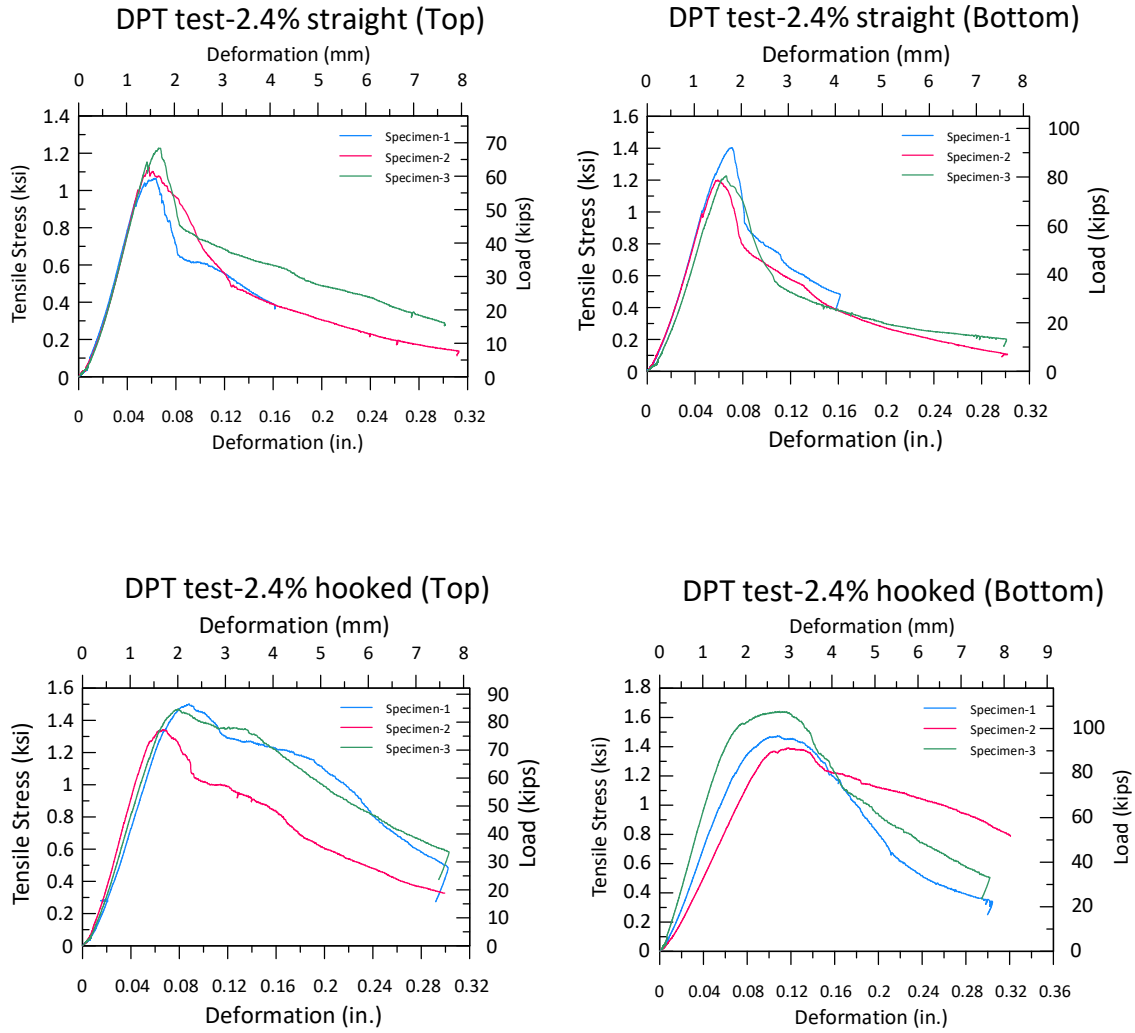 DPT test-2.4% straight (Top)
Deformation (mm)
0 1 2 3 4 5 6 7 8
1.4
1.2
1
0.8
0.6
0.4
0.2
0
Tensile Stress (ksi)
Specimen-1
Specimen-2
Specimen-3
70
60
50
40
30
20
10
0
Load (kips)
0 0.04 0.08 0.12 0.16 0.2 0.24 0.28 0.32
Deformation (in.)
DPT test-2.4% straight (Bottom)
Deformation (mm)
0 1 2 3 4 5 6 7 8
1.6
1.4
1.2
1
0.8
0.6
0.4
0.2
0
Tensile Stress (ksi)
Specimen-1
Specimen-2
Specimen-3
100
80
60
40
20
0
Load (kips)
0 0.04 0.08 0.12 0.16 0.2 0.24 0.28 0.32
Deformation (in.)
DPT test-2.4% hooked (Top)
Deformation (mm)
0 1 2 3 4 5 6 7 8
1.6
1.4
1.2
1
0.8
0.6
0.4
0.2
0
Tensile Stress (ksi)
Specimen-1
Specimen-2
Specimen-3
90
80
70
60
50
40
30
20
10
0
Load (kips)
0 0.04 0.08 0.12 0.16 0.2 0.24 0.28 0.32
Deformation (in.)
DPT test-2.4% hooked (Bottom)
Deformation (mm)
0 1 2 3 4 5 6 7 8 9
1.8
1.6
1.4
1.2
1
0.8
0.6
0.4
0.2
0
Tensile Stress (ksi)
Specimen-1
Specimen-2
Specimen-3
100
80
60
40
20
0
Load (kips)
0 0.04 0.08 0.12 0.16 0.2 0.24 0.28 0.32 0.36
Deformation (in.)